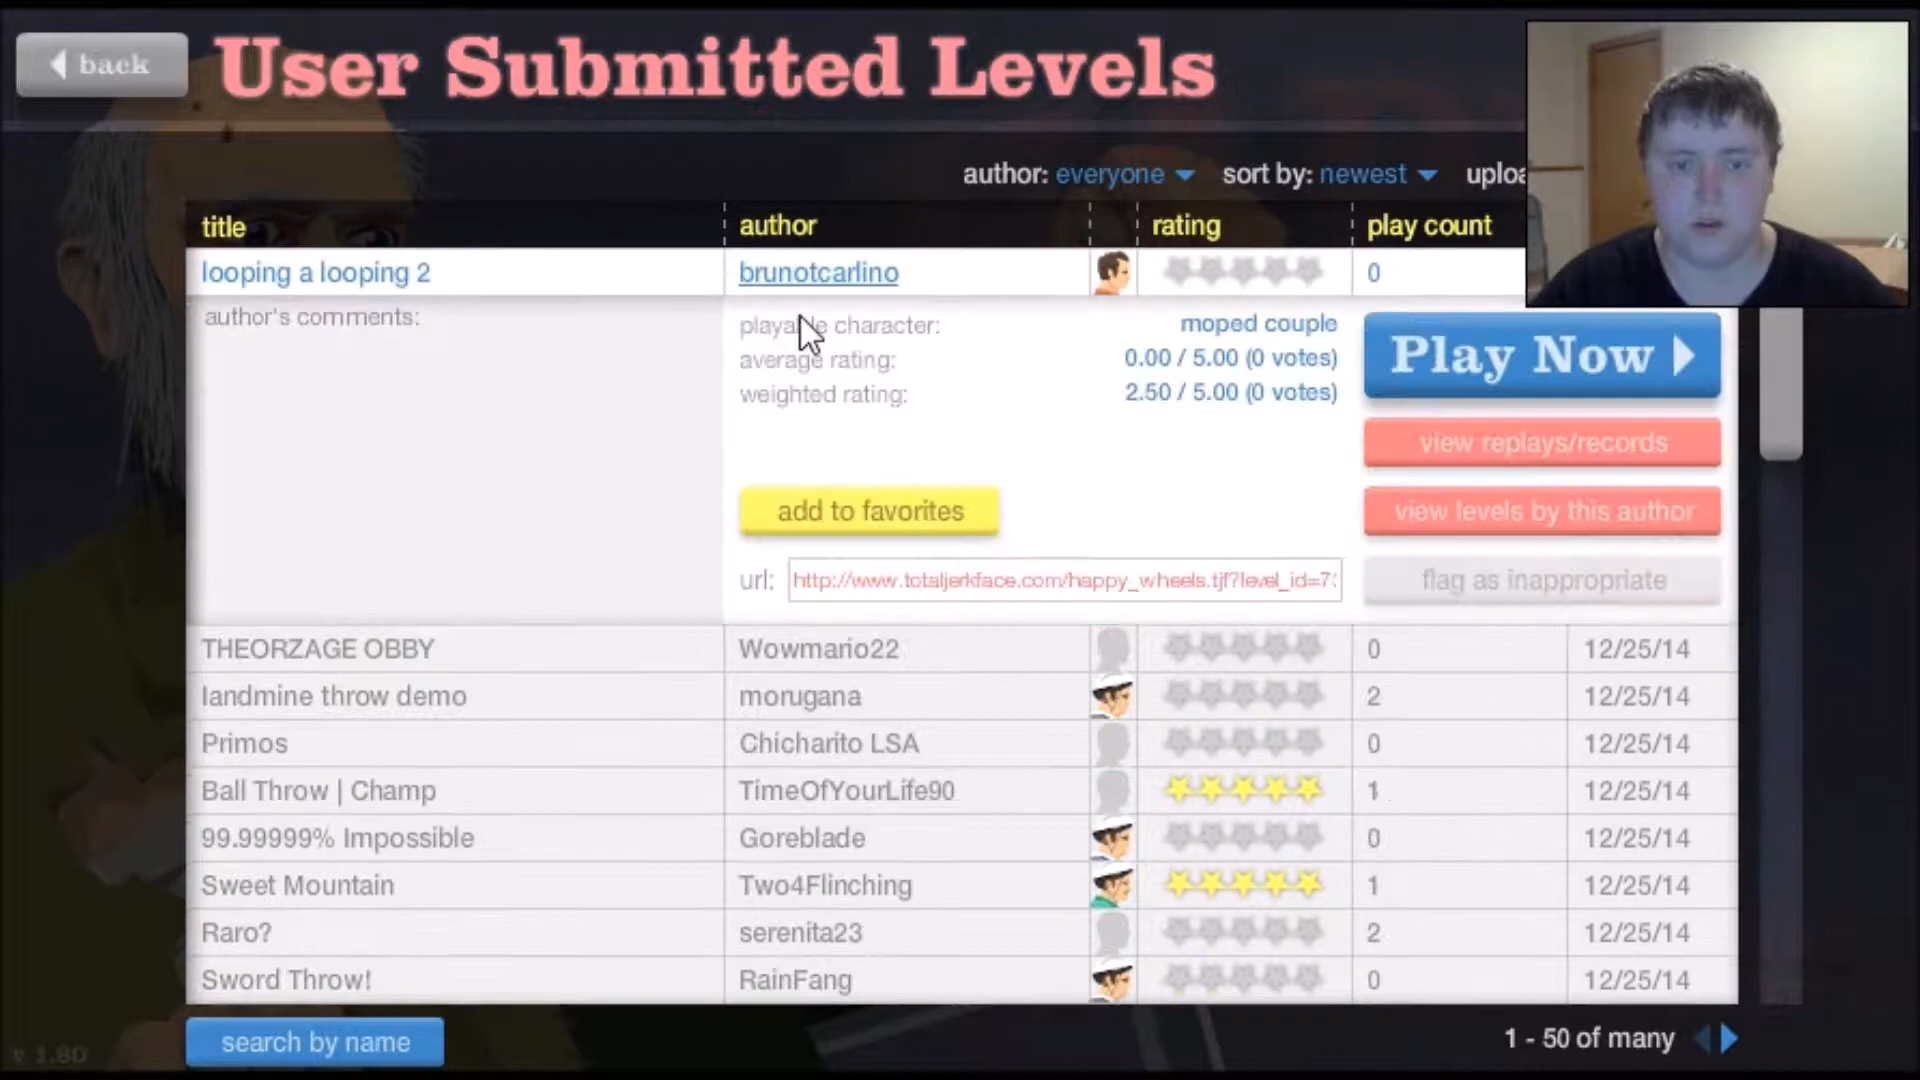 back
User Submitted Levels
author: everyone sort by: newest uploa
title author rating play count
looping a looping 2 brunotcarlino 0
author's comments:
playable character: moped couple
average rating: 0.00 / 5.00 (0 votes)
weighted rating: 2.50 / 5.00 (0 votes)
Play Now
view replays/records
add to favorites
view levels by this author
url: http://www.totaljerkface.com/happy_wheels.tjf?level_id=7
flag as inappropriate
THEORZAGE OBBY Wowmario22 0 12/25/14
landmine throw demo morugana 2 12/25/14
Primos Chicharito LSA 0 12/25/14
Ball Throw | Champ TimeOfYourLife90 1 12/25/14
99.99999% Impossible Goreblade 0 12/25/14
Sweet Mountain Two4Flinching 1 12/25/14
Raro? serenita23 2 12/25/14
Sword Throw! RainFang 0 12/25/14
search by name
1 - 50 of many
v 1.80